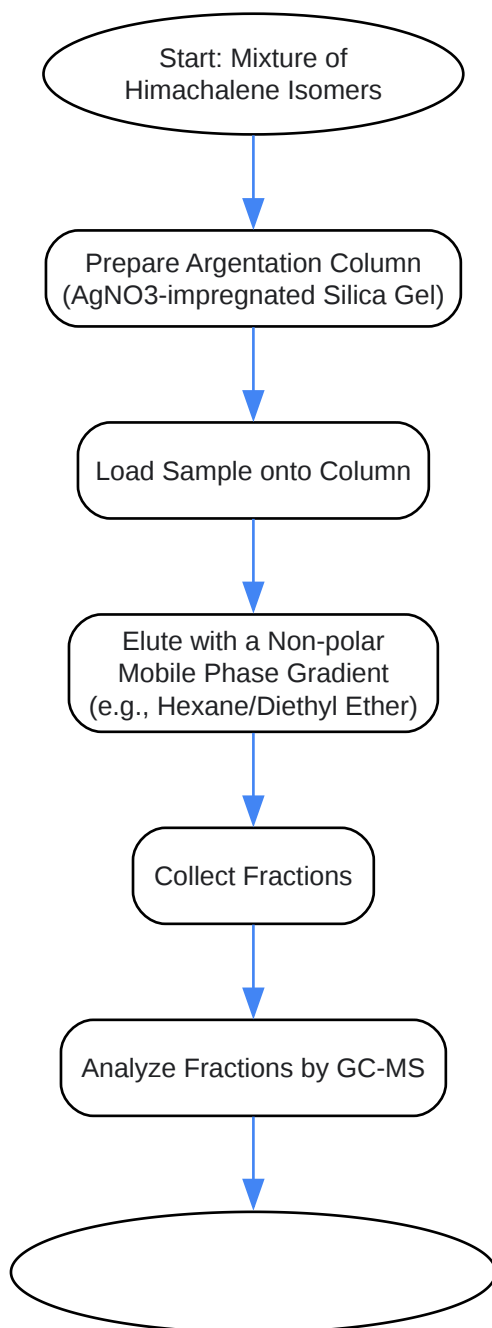 Start: Mixture of
Himachalene Isomers
Prepare Argentation Column
(AgNO3-impregnated Silica Gel)
Load Sample onto Column
Elute with a Non-polar
Mobile Phase Gradient
(e.g., Hexane/Diethyl Ether)
Collect Fractions
Analyze Fractions by GC-MS